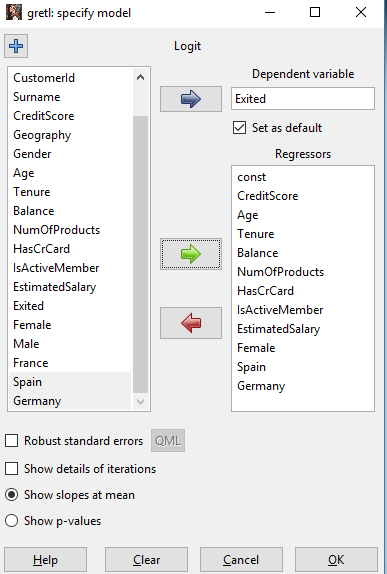 gretl: specify model
Logit
CustomerId
Surname
CreditScore
Geography
Gender
Age
Tenure
Balance
NumOfProducts
HasCrCard
IsActiveMember
EstimatedSalary
Exited
Female
Male
France
Spain
Germany
Dependent variable
Exited
Set as default
Regressors
const
CreditScore
Age
Tenure
Balance
NumOfProducts
HasCrCard
IsActiveMember
EstimatedSalary
Female
Spain
Germany
Robust standard errors QML
Show details of iterations
Show slopes at mean
Show p-values
Help Clear Cancel OK